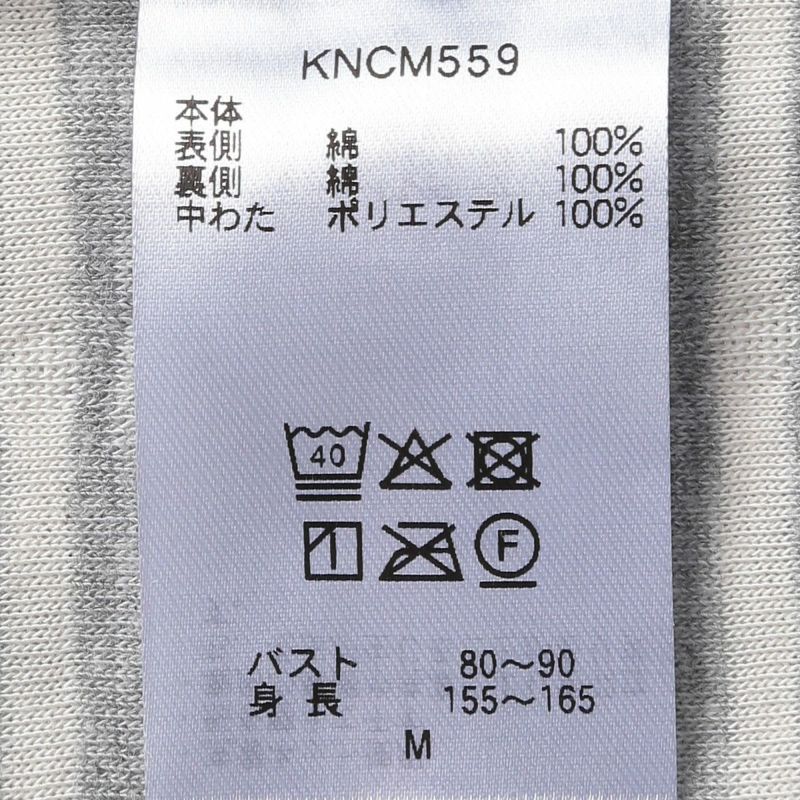 KNCM559
本体
表側 綿 100%
裏側 綿 100%
中わた ポリエステル 100%
40
F
バスト 80～90
身長 155～165
M